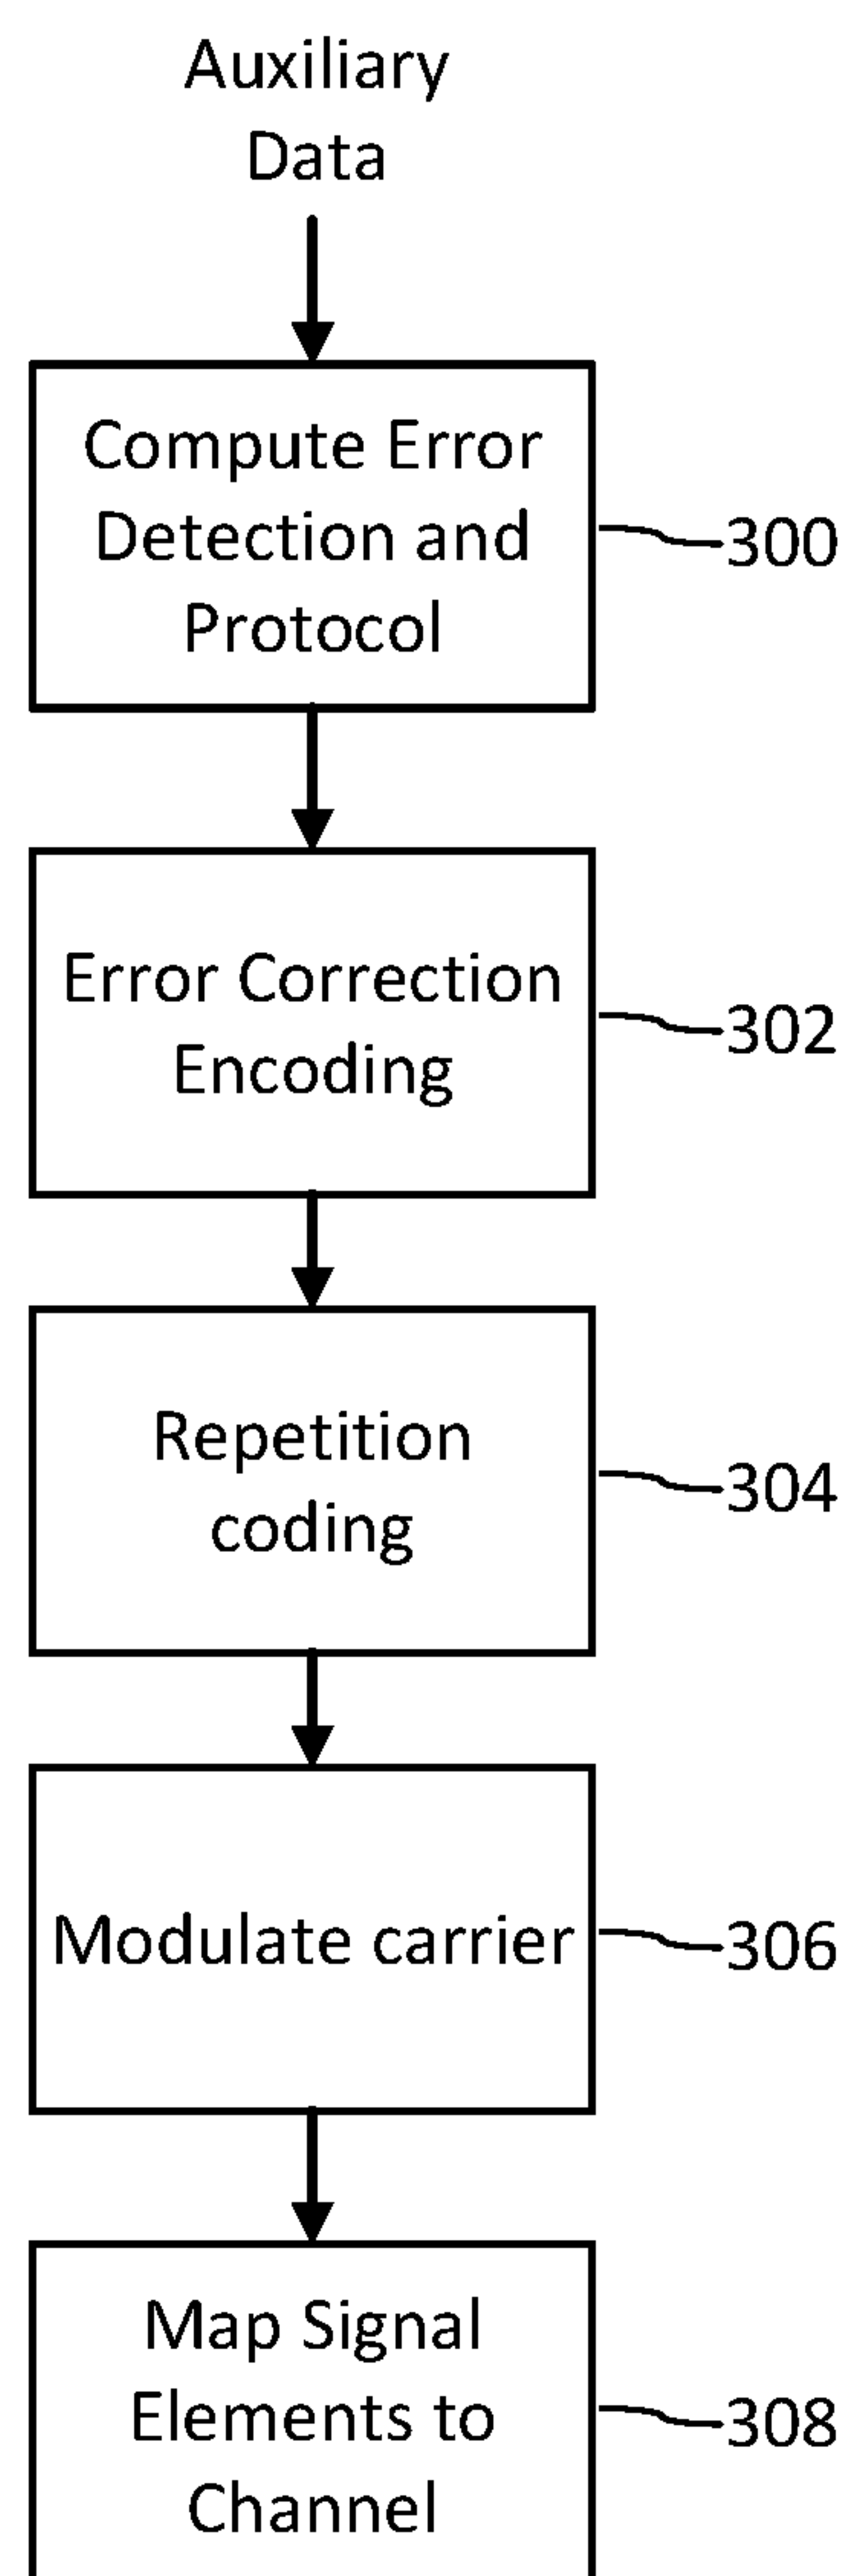 Auxiliary
Data
Compute Error
Detection and
Protocol
300
Error Correction
Encoding
302
Repetition
coding
304
Modulate carrier
306
Map Signal
Elements to
Channel
308